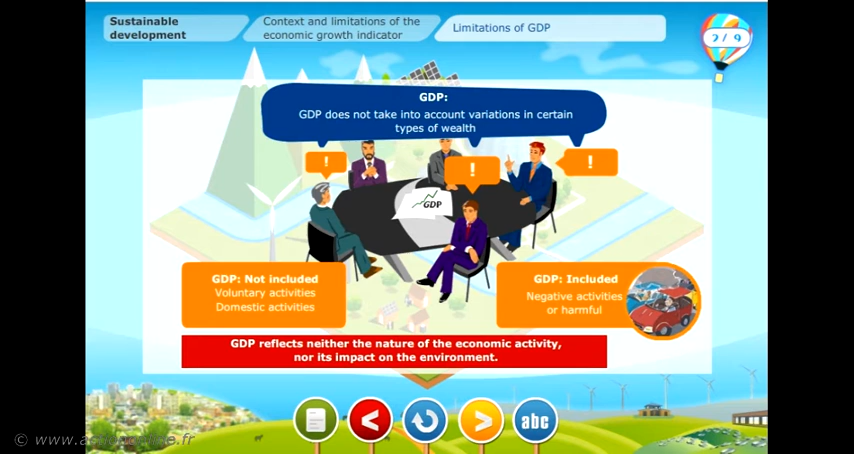 Sustainable
development
Context and limitations of the
economic growth indicator
Limitations of GDP
2 / 9
GDP:
GDP does not take into account variations in certain
types of wealth
!
!
!
GDP
GDP: Not included
Voluntary activities
Domestic activities
GDP: Included
Negative activities
or harmful
GDP reflects neither the nature of the economic activity,
nor its impact on the environment.
abc